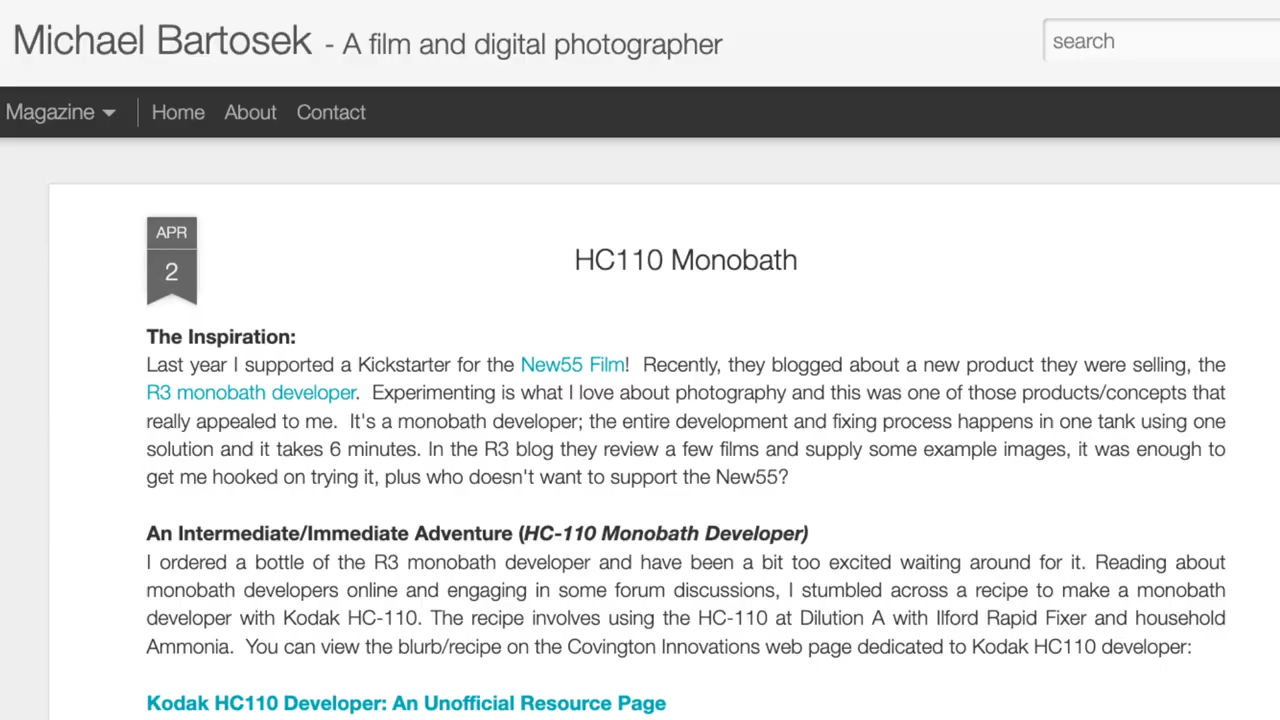 Michael Bartosek - A film and digital photographer
search
Magazine Home About Contact
APR
2
HC110 Monobath
The Inspiration:
Last year I supported a Kickstarter for the New55 Film!  Recently, they blogged about a new product they were selling, the
R3 monobath developer.  Experimenting is what I love about photography and this was one of those products/concepts that
really appealed to me.  It's a monobath developer; the entire development and fixing process happens in one tank using one
solution and it takes 6 minutes. In the R3 blog they review a few films and supply some example images, it was enough to
get me hooked on trying it, plus who doesn't want to support the New55?
An Intermediate/Immediate Adventure (HC-110 Monobath Developer)
I ordered a bottle of the R3 monobath developer and have been a bit too excited waiting around for it. Reading about
monobath developers online and engaging in some forum discussions, I stumbled across a recipe to make a monobath
developer with Kodak HC-110. The recipe involves using the HC-110 at Dilution A with Ilford Rapid Fixer and household
Ammonia.  You can view the blurb/recipe on the Covington Innovations web page dedicated to Kodak HC110 developer:
Kodak HC110 Developer: An Unofficial Resource Page